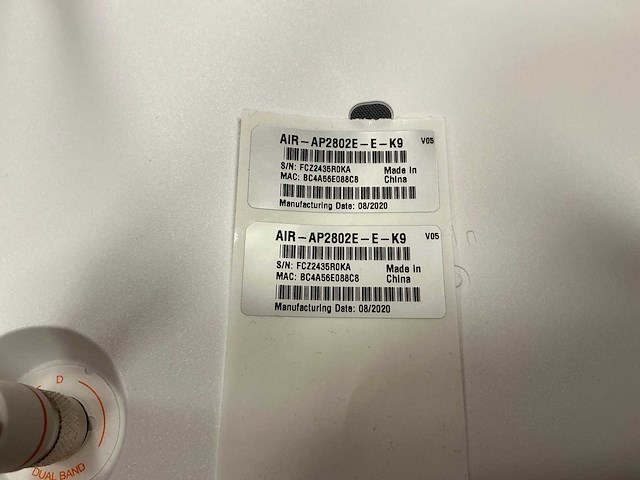 AIR-AP2802E-E-K9 V05
S/N: FCZ2435R0KA Made in
MAC: BC4A56E088C8 China
Manufacturing Date: 08/2020
AIR-AP2802E-E-K9 V05
S/N: FCZ2435R0KA Made in
MAC: BC4A56E088C8 China
Manufacturing Date: 08/2020
D
DUAL BAND